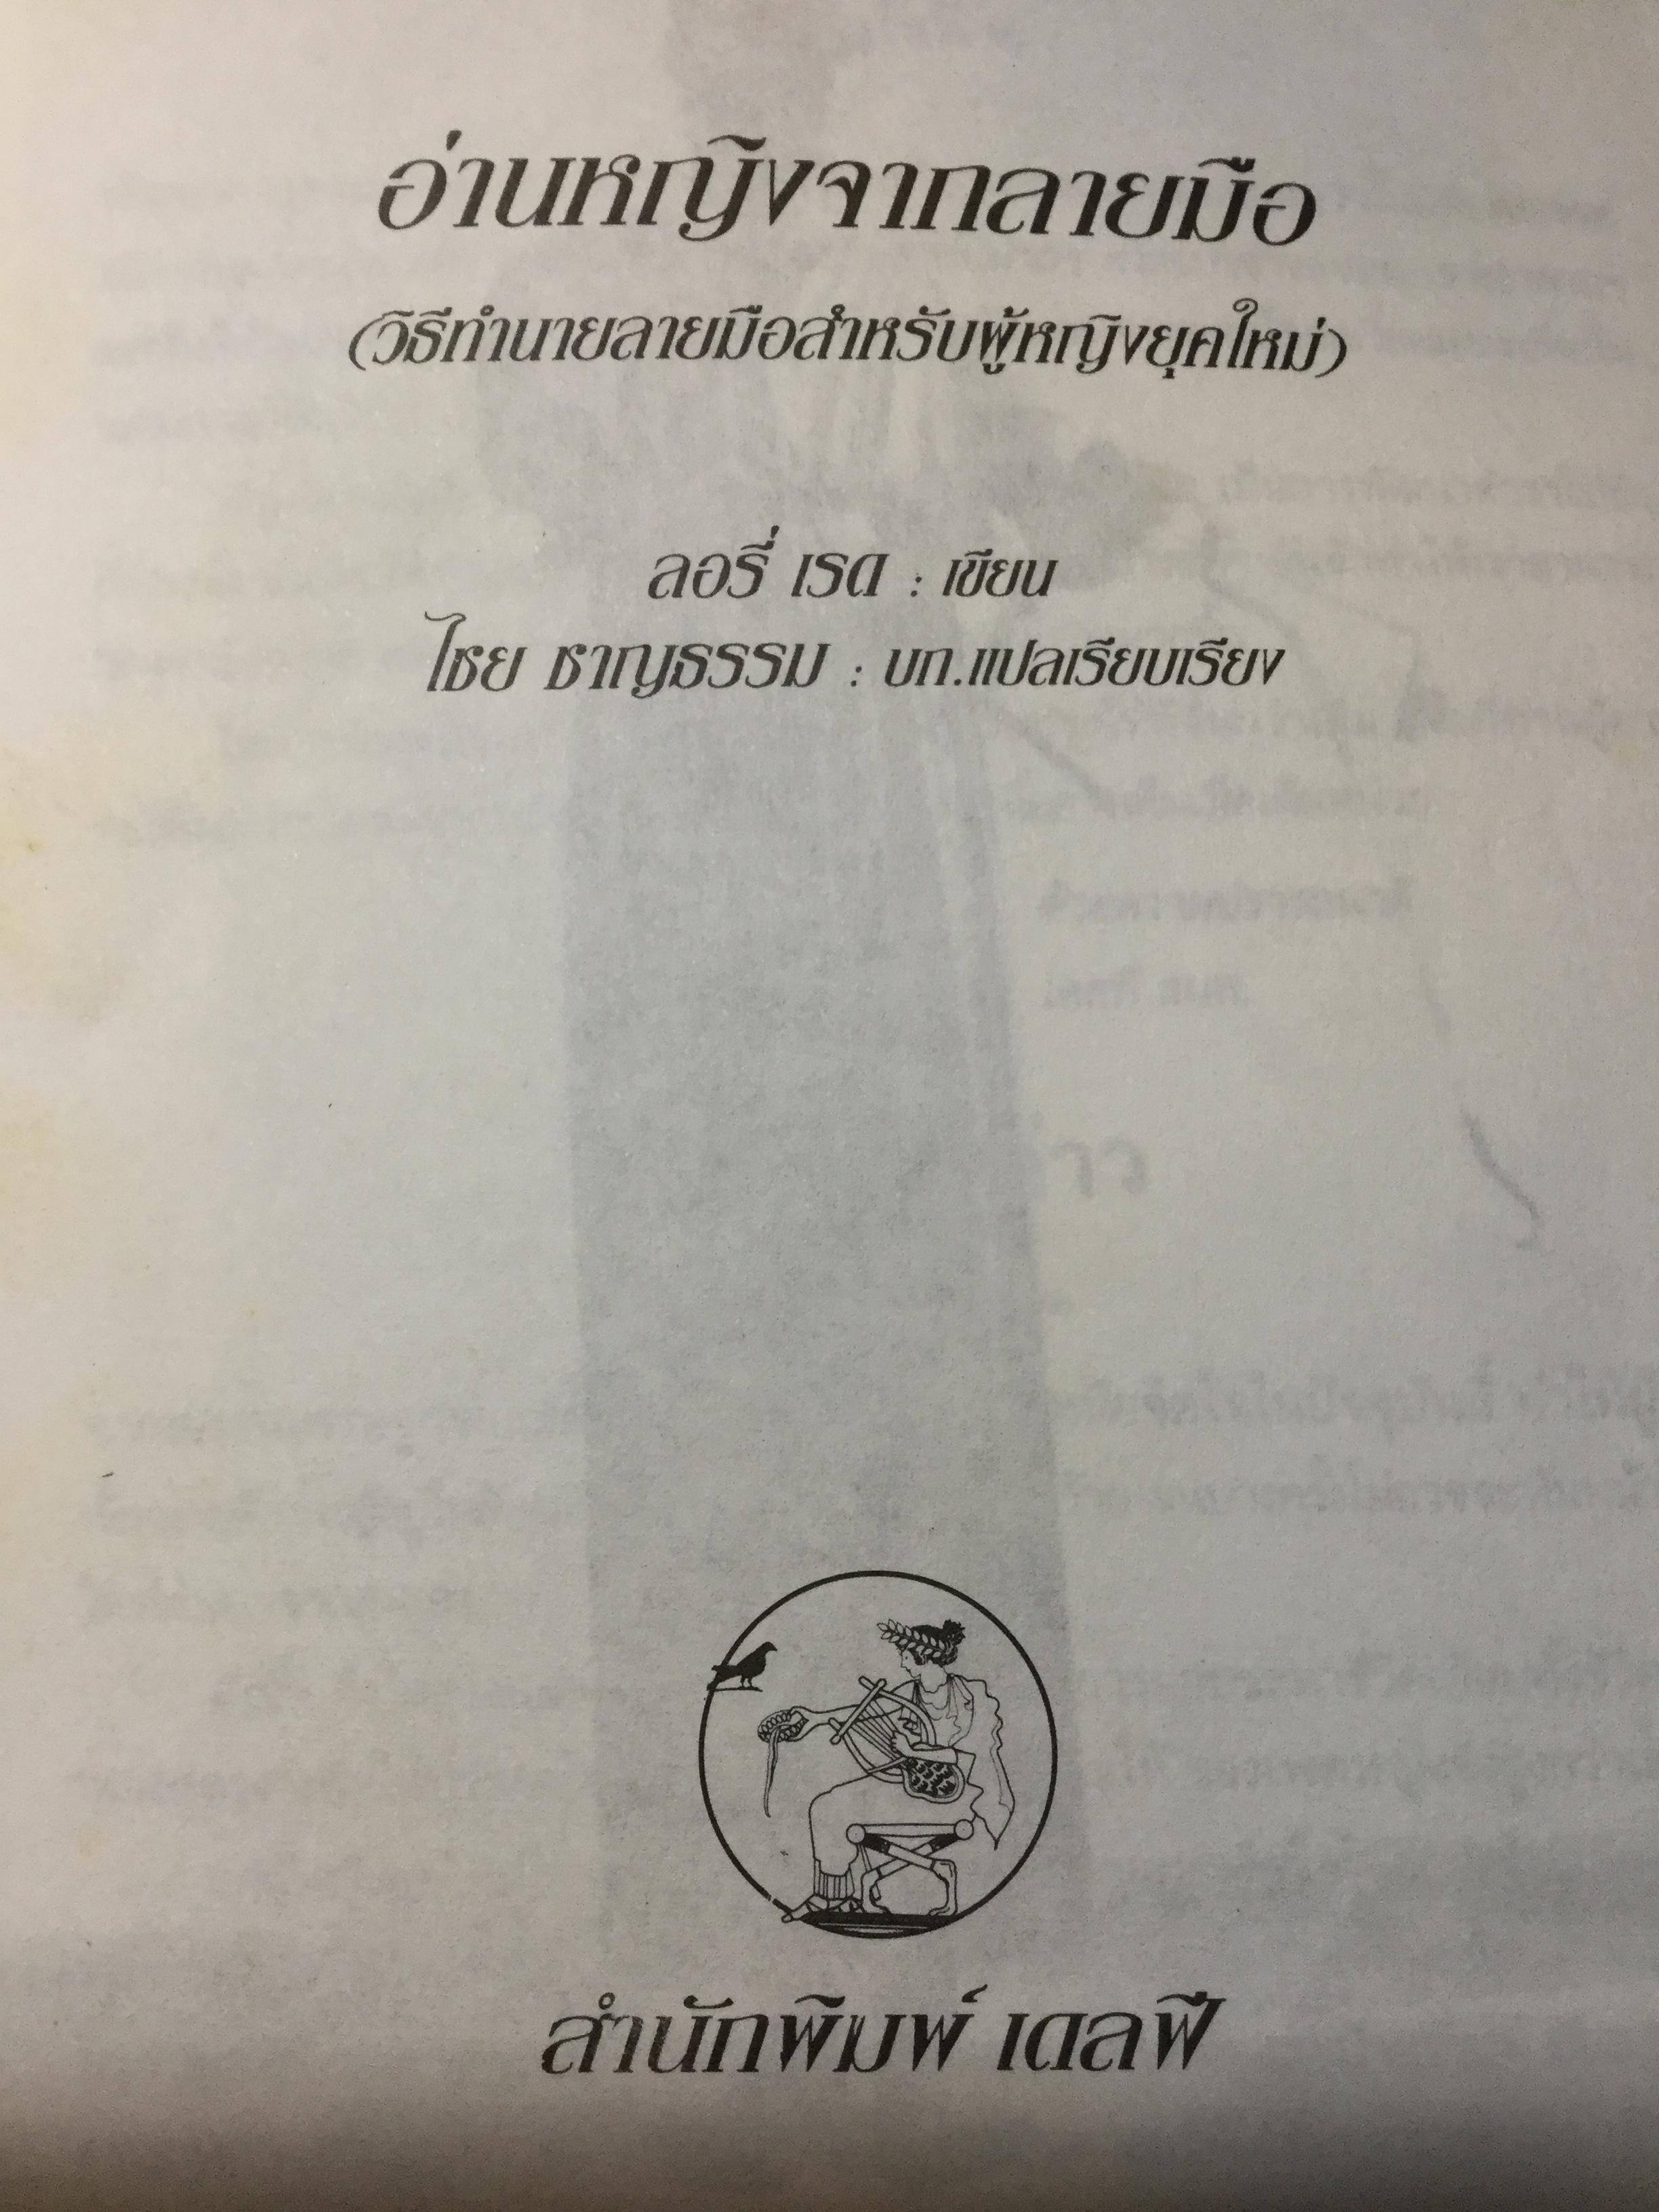 อ่านหญิงจากลายมือ
(วิธีทำนายลายมือสำหรับผู้หญิงยุคใหม่)
ลอรี่ เรด : เขียน
ไชย ชาญธรรม : บก.แปลเรียบเรียง
สำนักพิมพ์ เดลฟี